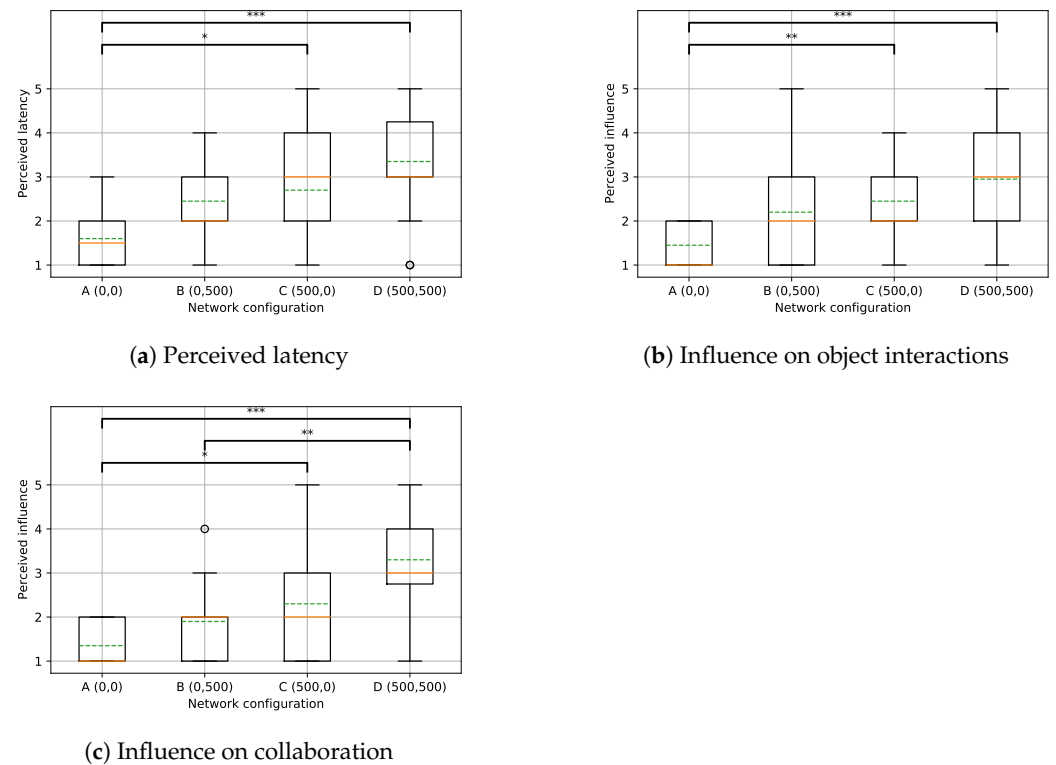 ***
*
5
4
3
2
1
Perceived latency
A (0,0) B (0,500) C (500,0) D (500,500)
Network configuration
(a) Perceived latency
***
**
5
4
3
2
1
Perceived influence
A (0,0) B (0,500) C (500,0) D (500,500)
Network configuration
(b) Influence on object interactions
***
**
*
5
4
3
2
1
Perceived influence
A (0,0) B (0,500) C (500,0) D (500,500)
Network configuration
(c) Influence on collaboration